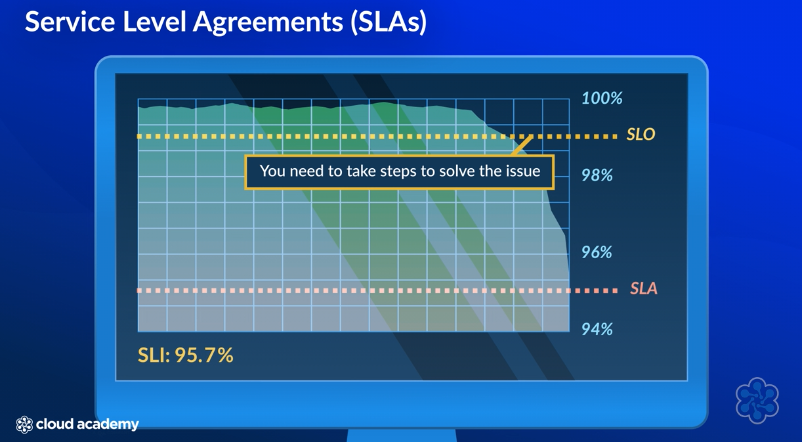 Service Level Agreements (SLAs)
100%
SLO
You need to take steps to solve the issue
98%
96%
SLA
94%
SLI: 95.7%
cloud academy